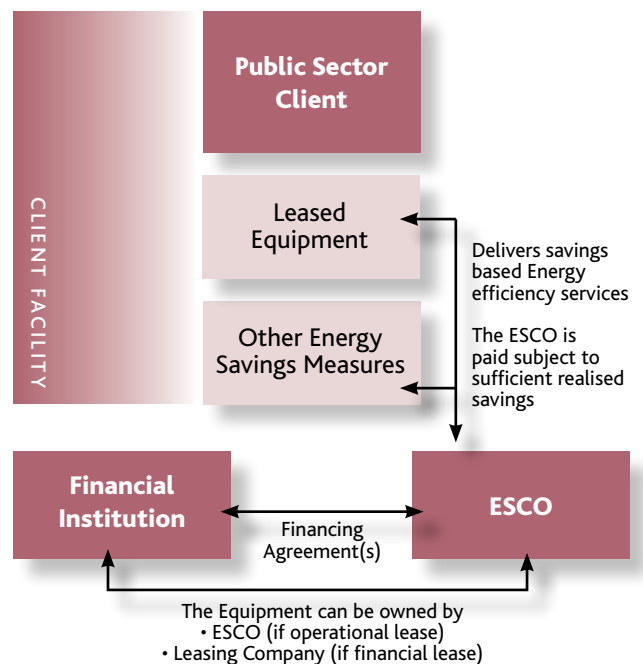 Public Sector
Client
CLIENT FACILITY
Leased
Equipment
Delivers savings
based Energy
efficiency services
Other Energy
Savings Measures
The ESCO is
paid subject to
sufficient realised
savings
Financial
Institution
ESCO
Financing
Agreement(s)
The Equipment can be owned by
• ESCO (if operational lease)
• Leasing Company (if financial lease)